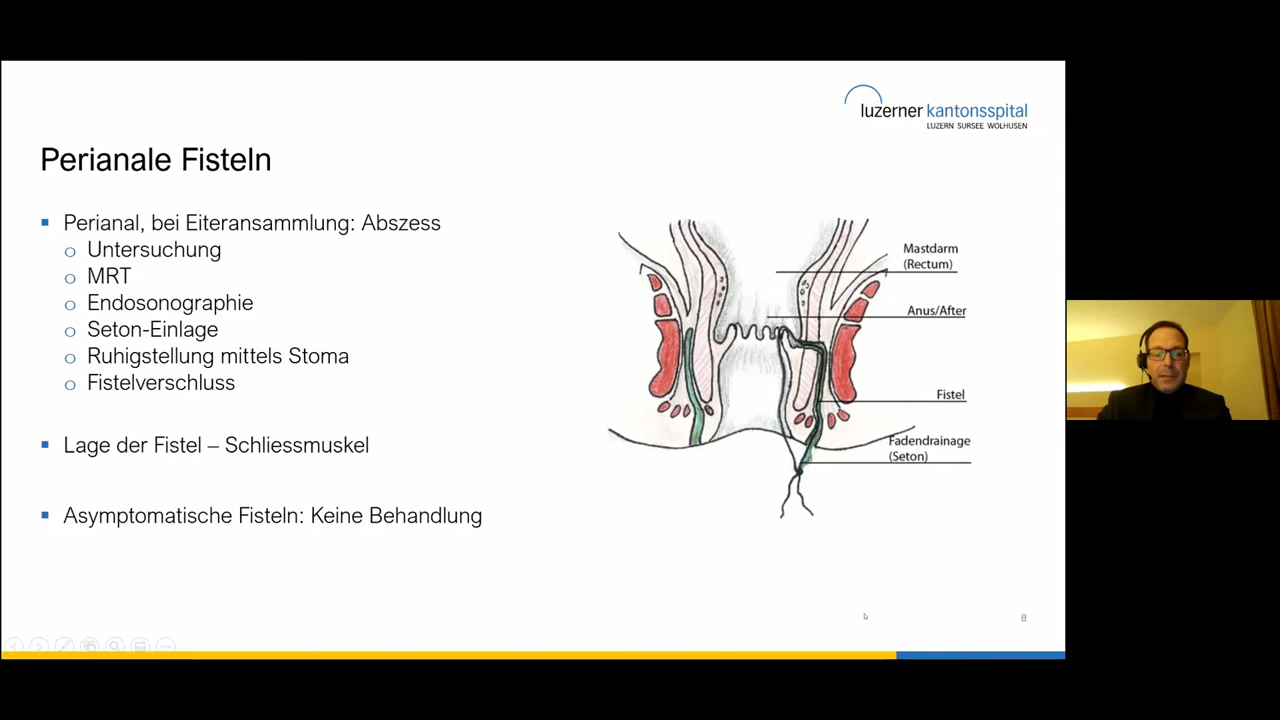 luzerner kantonsspital
LUZERN SURSEE WOLHUSEN
Perianale Fisteln
Perianal, bei Eiteransammlung: Abszess
Untersuchung
MRT
Endosonographie
Seton-Einlage
Ruhigstellung mittels Stoma
Fistelverschluss
Lage der Fistel – Schliessmuskel
Asymptomatische Fisteln: Keine Behandlung
Mastdarm
(Rectum)
Anus/After
Fistel
Fadendrainage
(Seton)
8